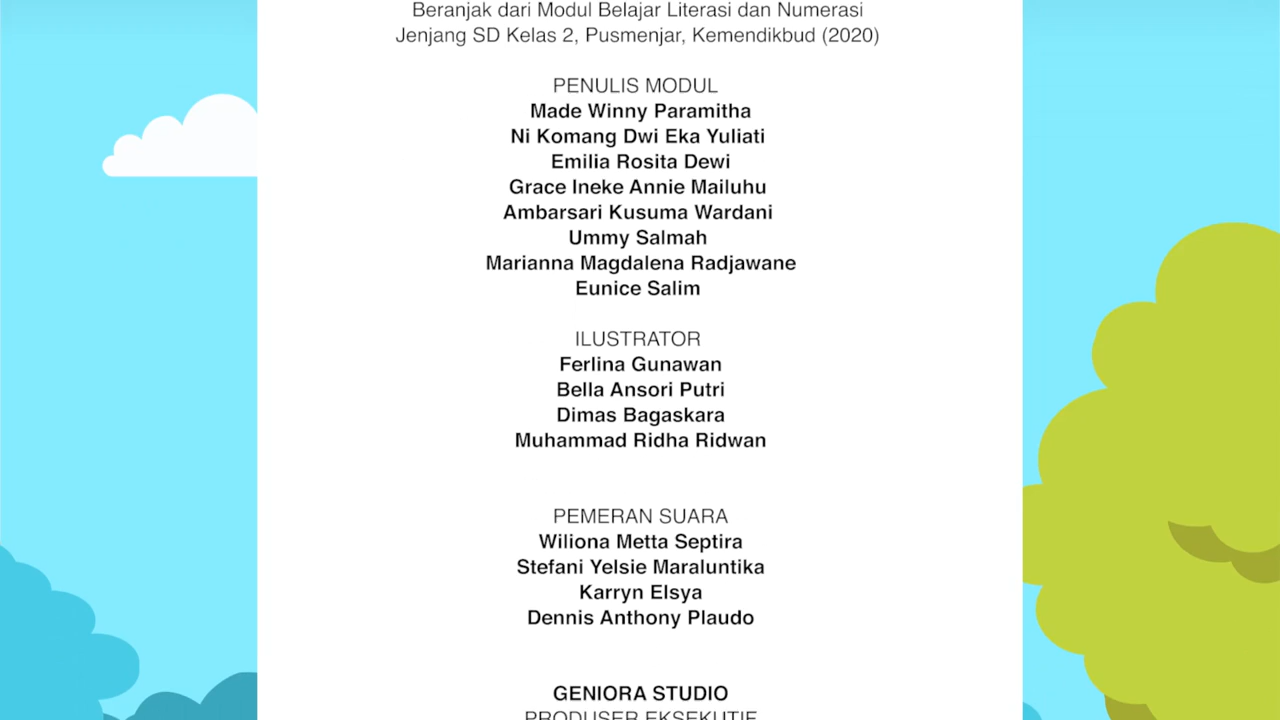 Beranjak dari Modul Belajar Literasi dan Numerasi
Jenjang SD Kelas 2, Pusmenjar, Kemendikbud (2020)
PENULIS MODUL
Made Winny Paramitha
Ni Komang Dwi Eka Yuliati
Emilia Rosita Dewi
Grace Ineke Annie Mailuhu
Ambarsari Kusuma Wardani
Ummy Salmah
Marianna Magdalena Radjawane
Eunice Salim
ILUSTRATOR
Ferlina Gunawan
Bella Ansori Putri
Dimas Bagaskara
Muhammad Ridha Ridwan
PEMERAN SUARA
Wiliona Metta Septira
Stefani Yelsie Maraluntika
Karryn Elsya
Dennis Anthony Plaudo
GENIORA STUDIO
PRODUSER EKSEKUTIF